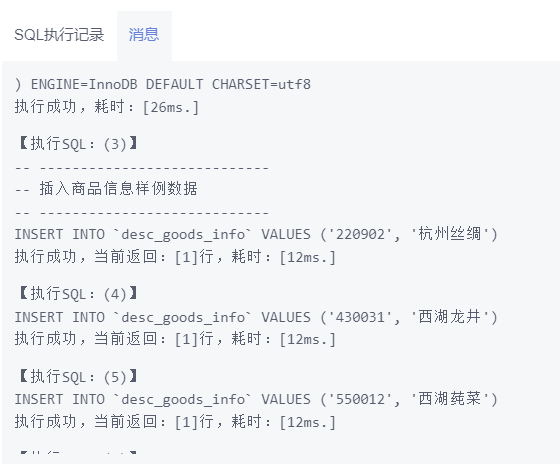 SQL执行记录 消息
) ENGINE=InnoDB DEFAULT CHARSET=utf8
执行成功，耗时：[26ms.]
【执行SQL：(3)】
-- ----------------------------
-- 插入商品信息样例数据
-- ----------------------------
INSERT INTO `desc_goods_info` VALUES ('220902', '杭州丝绸')
执行成功，当前返回：[1]行，耗时：[12ms.]
【执行SQL：(4)】
INSERT INTO `desc_goods_info` VALUES ('430031', '西湖龙井')
执行成功，当前返回：[1]行，耗时：[12ms.]
【执行SQL：(5)】
INSERT INTO `desc_goods_info` VALUES ('550012', '西湖莼菜')
执行成功，当前返回：[1]行，耗时：[12ms.]